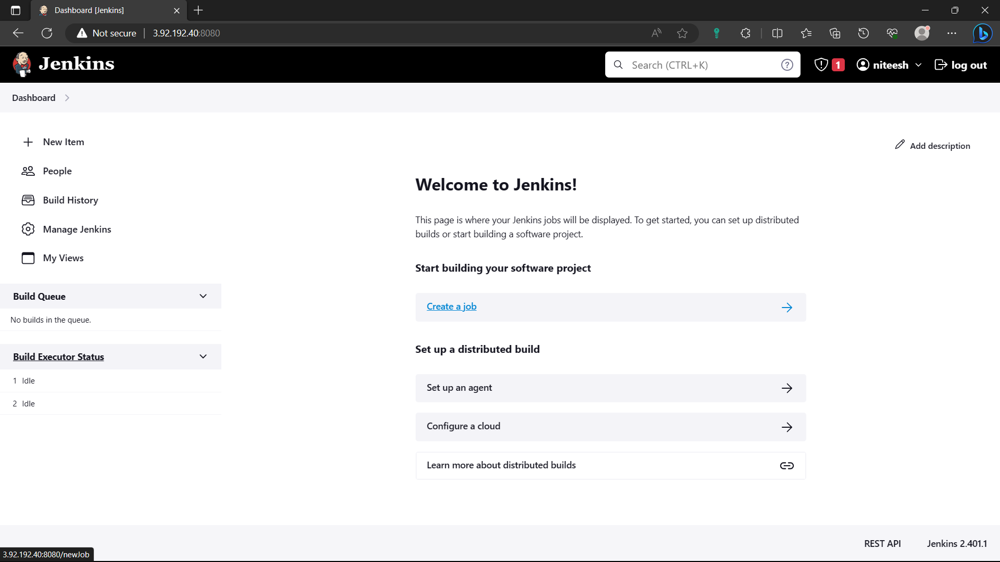 Dashboard [Jenkins]
Not secure
3.92.192.40:8080
Jenkins
Search (CTRL+K)
1
niteesh
log out
Dashboard
New Item
People
Build History
Manage Jenkins
My Views
Build Queue
No builds in the queue.
Build Executor Status
1 Idle
2 Idle
Add description
Welcome to Jenkins!
This page is where your Jenkins jobs will be displayed. To get started, you can set up distributed
builds or start building a software project.
Start building your software project
Create a job
Set up a distributed build
Set up an agent
Configure a cloud
Learn more about distributed builds
REST API
Jenkins 2.401.1
3.92.192.40:8080/newJob